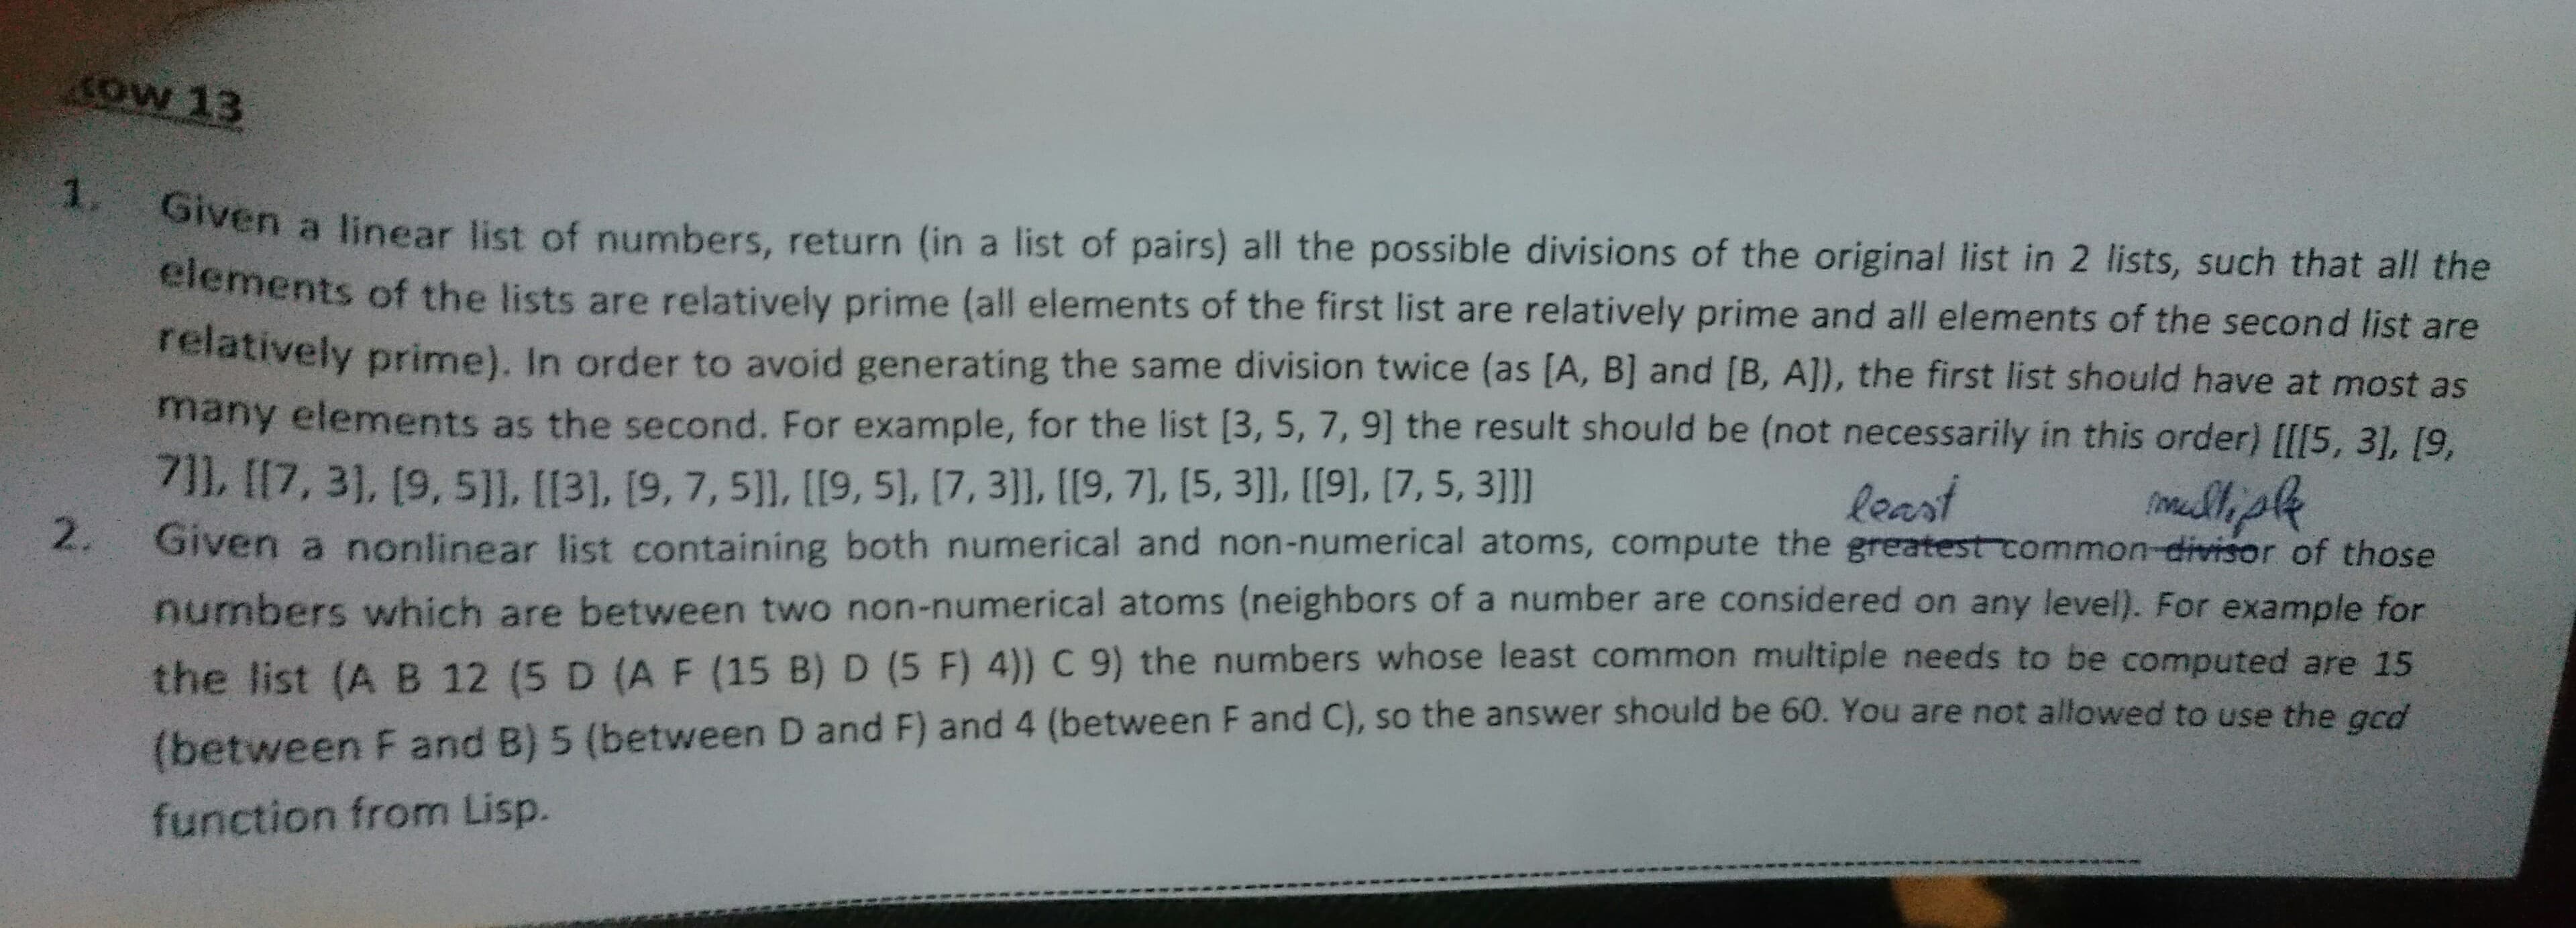 row 13
1. Given a linear list of numbers, return (in a list of pairs) all the possible divisions of the original list in 2 lists, such that all the
elements of the lists are relatively prime (all elements of the first list are relatively prime and all elements of the second list are
relatively prime). In order to avoid generating the same division twice (as [A, B] and [B, A]), the first list should have at most as
many elements as the second. For example, for the list [3, 5, 7, 9] the result should be (not necessarily in this order) [[[5, 3], [9,
7]], [[7, 3], [9, 5]], [[3], [9, 7, 5]], [[9, 5], [7, 3]], [[9, 7], [5, 3]], [[9], [7, 5, 3]]]
least multiple
2. Given a nonlinear list containing both numerical and non-numerical atoms, compute the greatest common divisor of those
numbers which are between two non-numerical atoms (neighbors of a number are considered on any level). For example for
the list (A B 12 (5 D (A F (15 B) D (5 F) 4)) C 9) the numbers whose least common multiple needs to be computed are 15
(between F and B) 5 (between D and F) and 4 (between F and C), so the answer should be 60. You are not allowed to use the gcd
function from Lisp.